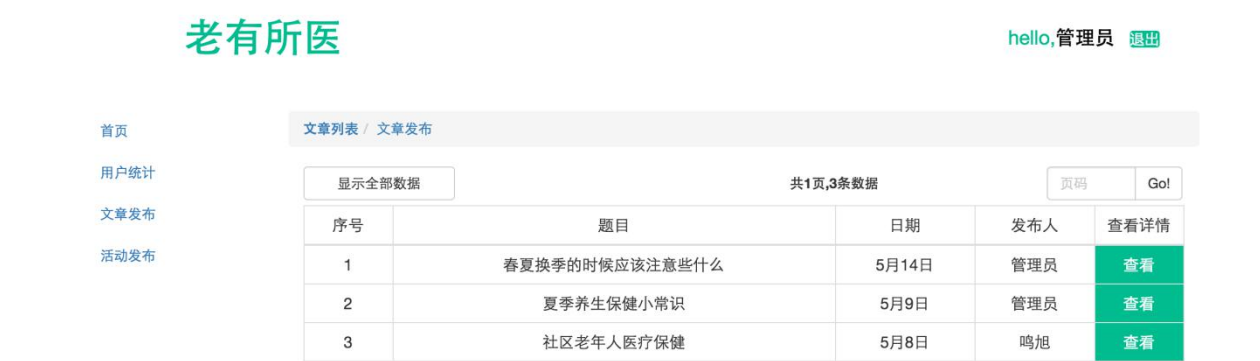 老有所医
hello,管理员 退出
首页
文章列表 / 文章发布
用户统计
显示全部数据 共1页,3条数据 页码 Go!
文章发布
序号 题目 日期 发布人 查看详情
活动发布
1 春夏换季的时候应该注意些什么 5月14日 管理员 查看
2 夏季养生保健小常识 5月9日 管理员 查看
3 社区老年人医疗保健 5月8日 鸣旭 查看